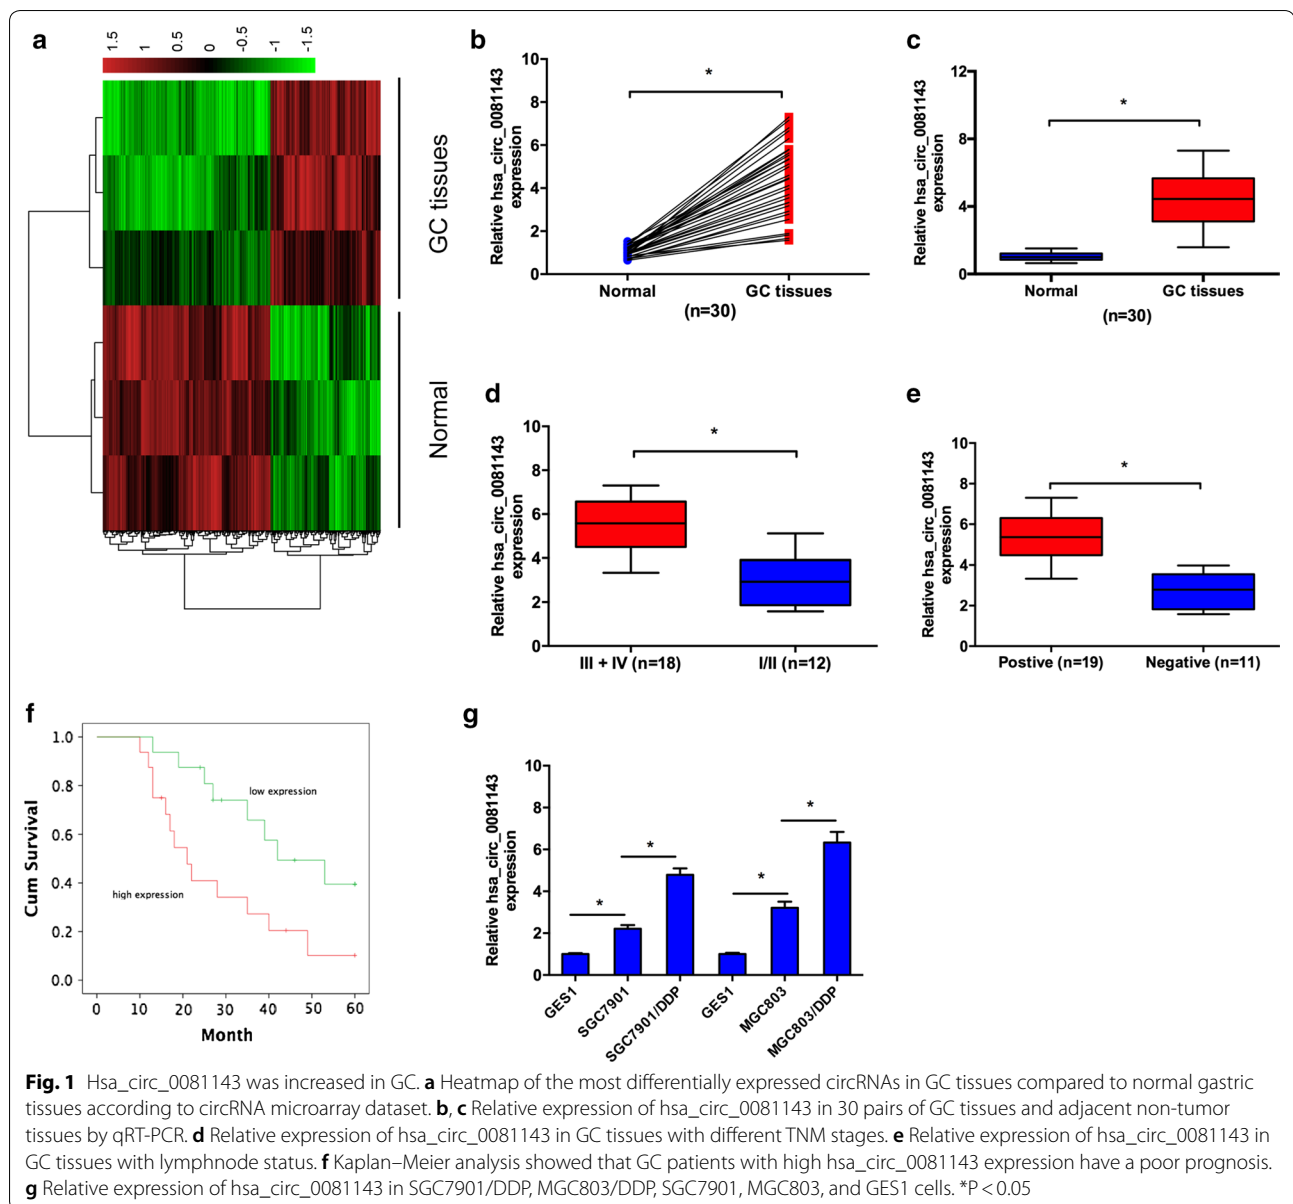 a
1.5 1 0.5 0 -0.5 -1 -1.5
GC tissues
Normal
b
Relative hsa_circ_0081143
expression
10
8
6
4
2
0
*
Normal GC tissues
(n=30)
c
Relative hsa_circ_0081143
expression
12
8
4
0
*
Normal GC tissues
(n=30)
d
Relative hsa_circ_0081143
expression
10
8
6
4
2
0
*
III + IV (n=18) I/II (n=12)
e
Relative hsa_circ_0081143
expression
10
8
6
4
2
0
*
Postive (n=19) Negative (n=11)
f
Cum Survival
1.0
0.8
0.6
0.4
0.2
0.0
low expression
high expression
0 10 20 30 40 50 60
Month
g
Relative hsa_circ_0081143
expression
10
8
6
4
2
0
* * * *
GES1 SGC7901 SGC7901/DDP GES1 MGC803 MGC803/DDP
Fig. 1 Hsa_circ_0081143 was increased in GC. a Heatmap of the most differentially expressed circRNAs in GC tissues compared to normal gastric
tissues according to circRNA microarray dataset. b, c Relative expression of hsa_circ_0081143 in 30 pairs of GC tissues and adjacent non-tumor
tissues by qRT-PCR. d Relative expression of hsa_circ_0081143 in GC tissues with different TNM stages. e Relative expression of hsa_circ_0081143 in
GC tissues with lymphnode status. f Kaplan–Meier analysis showed that GC patients with high hsa_circ_0081143 expression have a poor prognosis.
g Relative expression of hsa_circ_0081143 in SGC7901/DDP, MGC803/DDP, SGC7901, MGC803, and GES1 cells. *P < 0.05